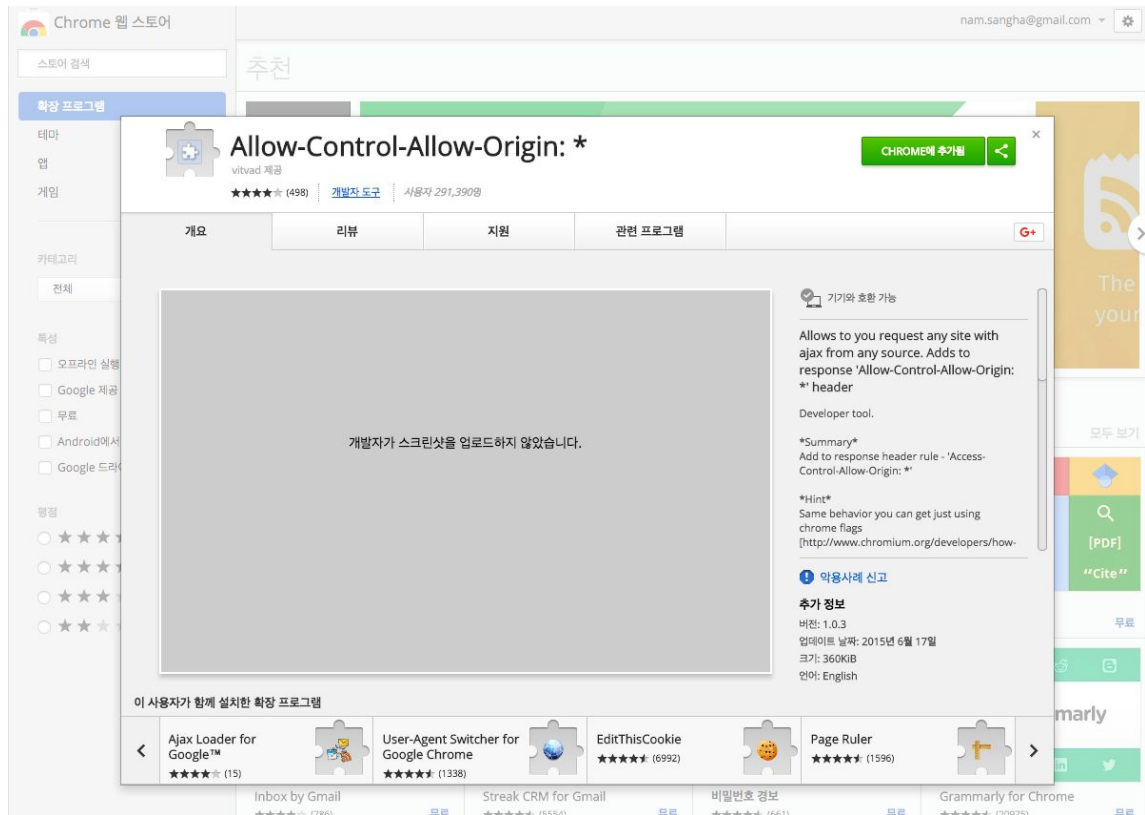 Chrome 웹 스토어
nam.sangha@gmail.com
스토어 검색
추천
확장 프로그램
테마
앱
게임
카테고리
전체
특성
오프라인 실행
Google 제공
무료
Android에서
Google 드라이
평점
Allow-Control-Allow-Origin: *
vitvad 제공
(498)
개발자 도구
사용자 291,390명
CHROME에 추가됨
개요
리뷰
지원
관련 프로그램
G+
개발자가 스크린샷을 업로드하지 않았습니다.
기기와 호환 가능
Allows to you request any site with
ajax from any source. Adds to
response 'Allow-Control-Allow-Origin:
*' header
Developer tool.
*Summary*
Add to response header rule - 'Access-
Control-Allow-Origin: *'
*Hint*
Same behavior you can get just using
chrome flags
[http://www.chromium.org/developers/how-
악용사례 신고
추가 정보
버전: 1.0.3
업데이트 날짜: 2015년 6월 17일
크기: 360KiB
언어: English
이 사용자가 함께 설치한 확장 프로그램
Ajax Loader for
Google™
(15)
User-Agent Switcher for
Google Chrome
(1338)
EditThisCookie
(6992)
Page Ruler
(1596)
The
your
모두 보기
[PDF]
"Cite"
무료
marly
Inbox by Gmail
(786)
무료
Streak CRM for Gmail
(5554)
무료
비밀번호 경보
(661)
무료
Grammarly for Chrome
(20975)
무료